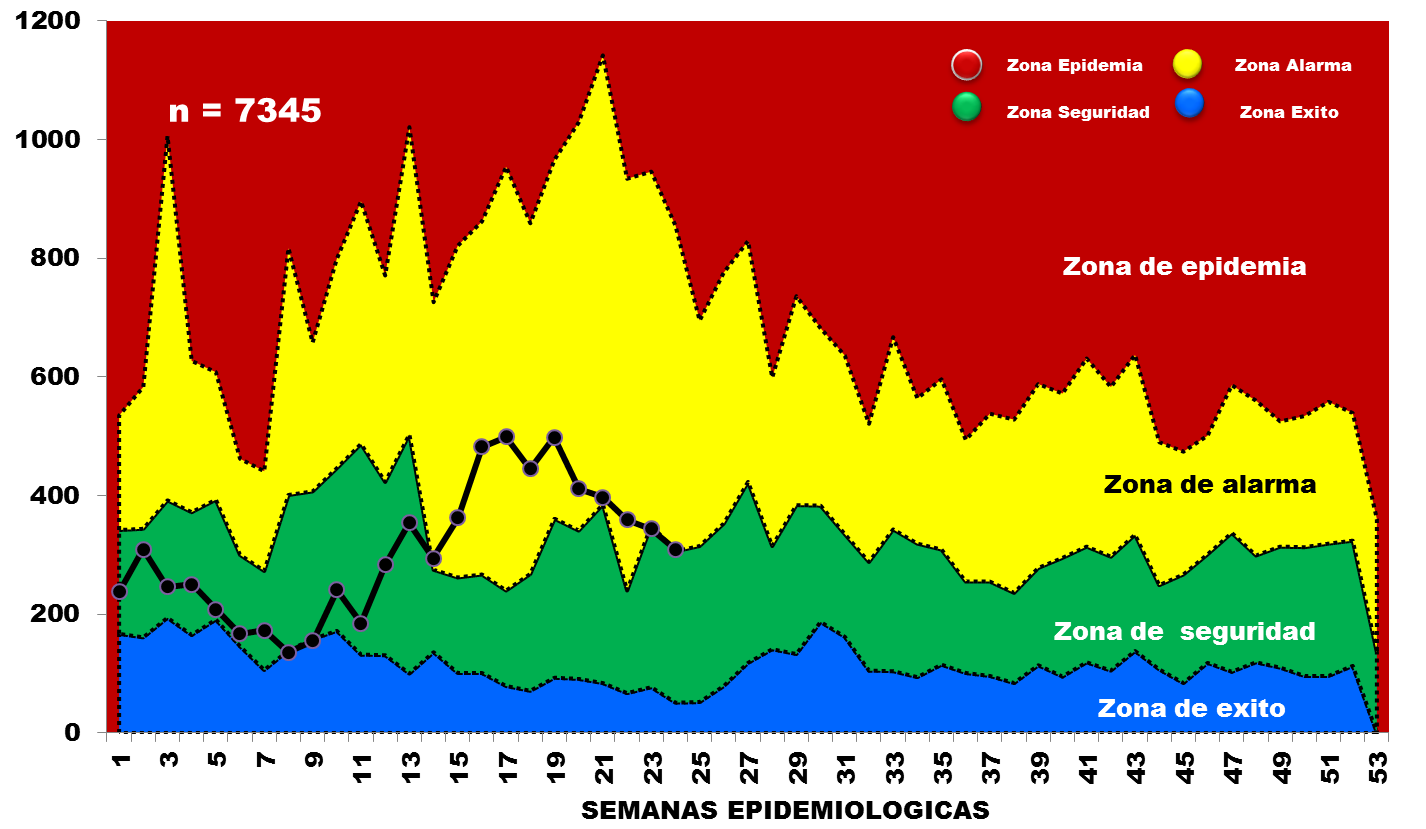 1200
1000
800
600
400
200
0
n = 7345
Zona Epidemia Zona Alarma
Zona Seguridad Zona Exito
Zona de epidemia
Zona de alarma
Zona de  seguridad
Zona de exito
1 3 5 7 9 11 13 15 17 19 21 23 25 27 29 31 33 35 37 39 41 43 45 47 49 51 53
SEMANAS EPIDEMIOLOGICAS